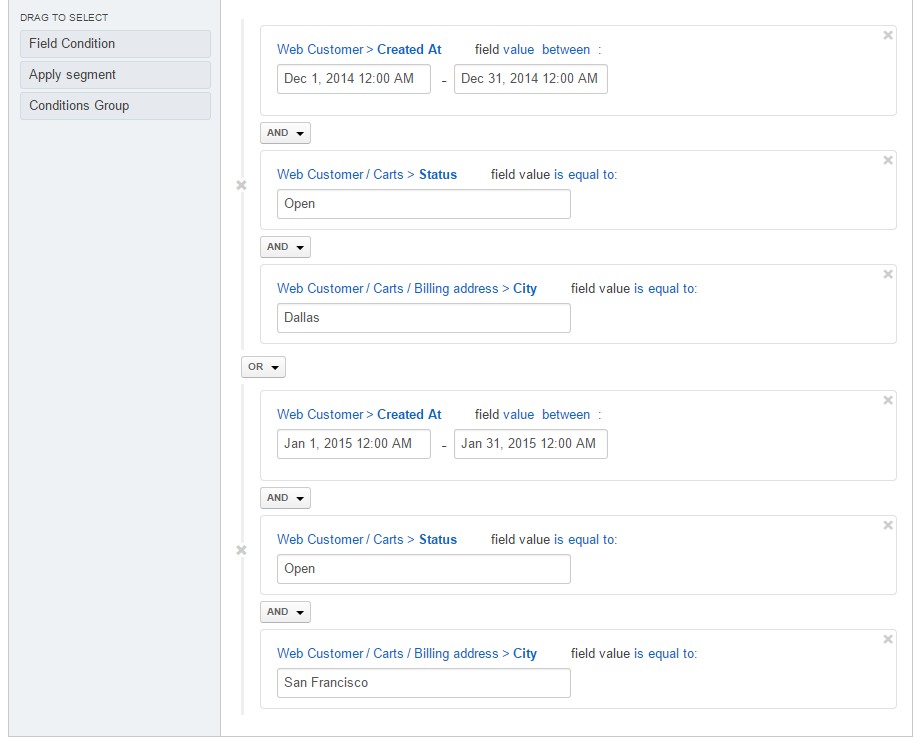 DRAG TO SELECT
Field Condition
Apply segment
Conditions Group
Web Customer > Created At field value between :
Dec 1, 2014 12:00 AM - Dec 31, 2014 12:00 AM
AND
Web Customer / Carts > Status field value is equal to:
Open
AND
Web Customer / Carts / Billing address > City field value is equal to:
Dallas
OR
Web Customer > Created At field value between :
Jan 1, 2015 12:00 AM - Jan 31, 2015 12:00 AM
AND
Web Customer / Carts > Status field value is equal to:
Open
AND
Web Customer / Carts / Billing address > City field value is equal to:
San Francisco